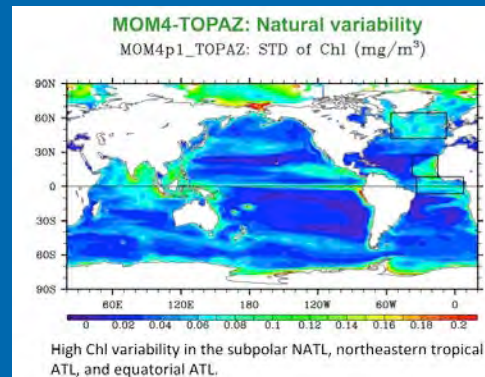 MOM4-TOPAZ: Natural variability
MOM4p1_TOPAZ: STD of Chl (mg/m³)
90N
60N
30N
0
30S
60S
90S
60E 120E 180 120W 60W 0
0 0.02 0.04 0.06 0.08 0.1 0.12 0.14 0.16 0.18 0.2
High Chl variability in the subpolar NATL, northeastern tropical
ATL, and equatorial ATL.